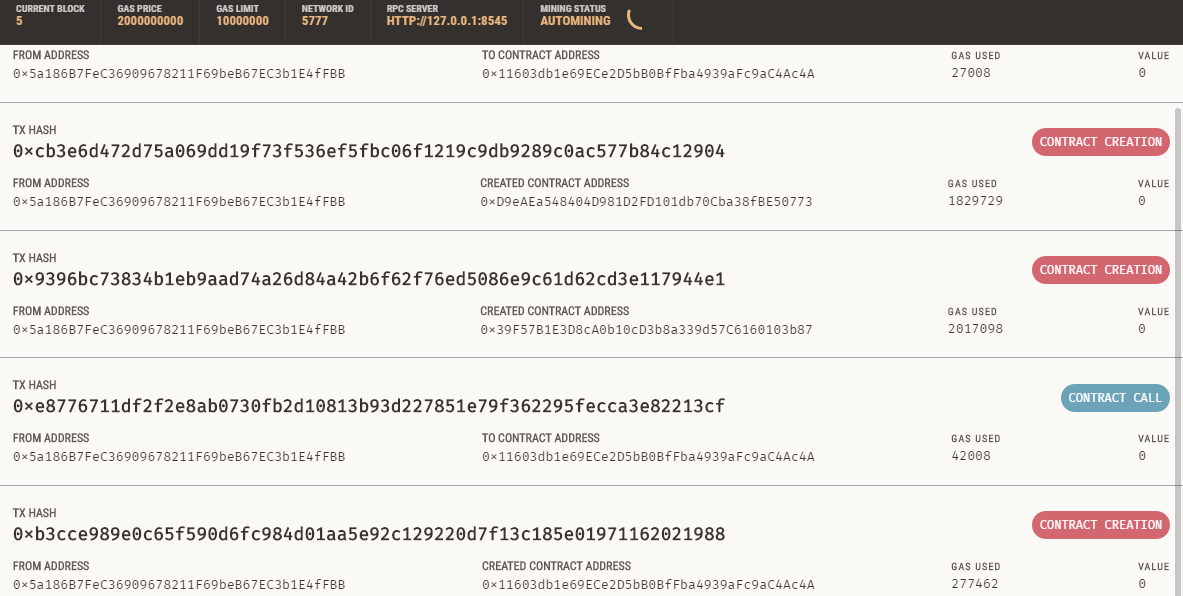 CURRENT BLOCK GAS PRICE GAS LIMIT NETWORK ID RPC SERVER MINING STATUS
5 2000000000 10000000 5777 HTTP://127.0.0.1:8545 AUTOMINING
FROM ADDRESS TO CONTRACT ADDRESS GAS USED VALUE
0×5a186B7FeC36909678211F69beB67EC3b1E4fFBB 0×11603db1e69ECe2D5bB0BfFba4939aFc9aC4Ac4A 27008 0
TX HASH
0×cb3e6d472d75a069dd19f73f536ef5fbc06f1219c9db9289c0ac577b84c12904 CONTRACT CREATION
FROM ADDRESS CREATED CONTRACT ADDRESS GAS USED VALUE
0×5a186B7FeC36909678211F69beB67EC3b1E4fFBB 0×D9eAEa548404D981D2FD101db70Cba38fBE50773 1829729 0
TX HASH
0×9396bc73834b1eb9aad74a26d84a42b6f62f76ed5086e9c61d62cd3e117944e1 CONTRACT CREATION
FROM ADDRESS CREATED CONTRACT ADDRESS GAS USED VALUE
0×5a186B7FeC36909678211F69beB67EC3b1E4fFBB 0×39F57B1E3D8cA0b10cD3b8a339d57C6160103b87 2017098 0
TX HASH
0×e8776711df2f2e8ab0730fb2d10813b93d227851e79f362295fecca3e82213cf CONTRACT CALL
FROM ADDRESS TO CONTRACT ADDRESS GAS USED VALUE
0×5a186B7FeC36909678211F69beB67EC3b1E4fFBB 0×11603db1e69ECe2D5bB0BfFba4939aFc9aC4Ac4A 42008 0
TX HASH
0×b3cce989e0c65f590d6fc984d01aa5e92c129220d7f13c185e01971162021988 CONTRACT CREATION
FROM ADDRESS CREATED CONTRACT ADDRESS GAS USED VALUE
0×5a186B7FeC36909678211F69beB67EC3b1E4fFBB 0×11603db1e69ECe2D5bB0BfFba4939aFc9aC4Ac4A 277462 0